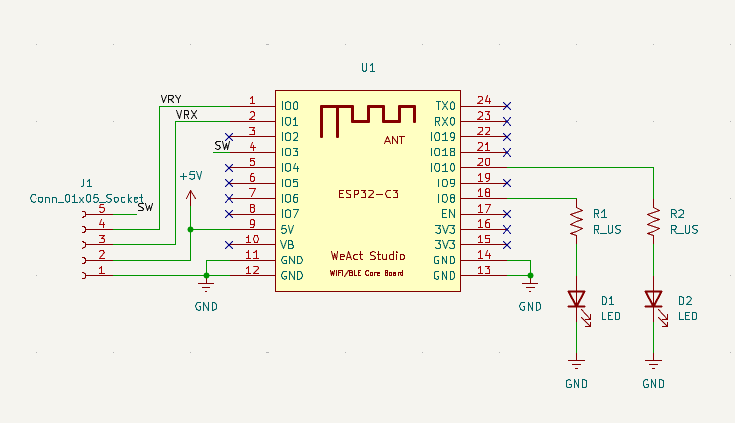 U1
VRY
VRX
SW
+5V
J1
Conn_01x05_Socket
SW
5
4
3
2
1
GND
1 IO0
2 IO1
3 IO2
4 IO3
5 IO4
6 IO5
7 IO6
8 IO7
9 5V
10 VB
11 GND
12 GND
ANT
ESP32-C3
WeAct Studio
WIFI/BLE Core Board
TX0 24
RX0 23
IO19 22
IO18 21
IO10 20
IO9 19
IO8 18
EN 17
3V3 16
3V3 15
GND 14
GND 13
GND
R1
R_US
R2
R_US
D1
LED
D2
LED
GND
GND